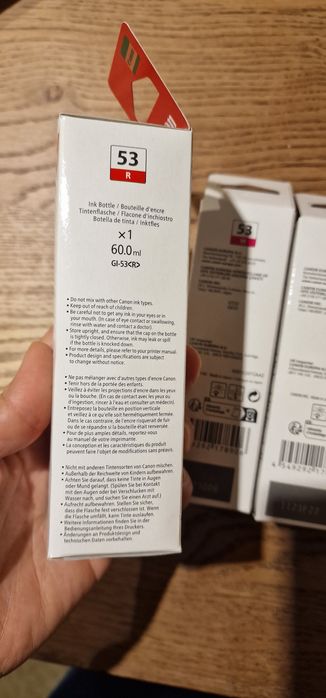 53
R
Ink Bottle / Bouteille d'encre
Tintenflasche / Flacone d'inchiostro
Botella de tinta / Inktfles
×1
60.0 ml
GI-53<R>
• Do not mix with other Canon ink types.
• Keep out of reach of children.
• Be careful not to get any ink in your eyes or in
your mouth. (In case of eye contact or swallowing,
rinse with water and contact a doctor).
• Store upright, and ensure that the cap on the bottle
is tightly closed. Otherwise, ink may leak or spill
if the bottle is knocked down.
• For more details, please refer to your printer manual.
• Product design and specifications are subject
to change without notice.
• Ne pas mélanger avec d'autres types d'encre Canon.
• Tenir hors de la portée des enfants.
• Veillez à éviter les projections d'encre dans les yeux
ou la bouche. (En cas de contact avec les yeux ou
d'ingestion, rincer à l'eau et consulter un médecin).
• Entreposez la bouteille en position verticale
et veillez à ce qu'elle soit hermétiquement fermée.
Dans le cas contraire, de l'encre risquerait de fuir
ou de se répandre si la bouteille était renversée.
• Pour de plus amples détails, reportez-vous
au manuel de votre imprimante.
• La conception et les caractéristiques du produit
peuvent faire l'objet de modifications sans préavis.
• Nicht mit anderen Tintensorten von Canon mischen.
• Außerhalb der Reichweite von Kindern aufbewahren.
• Achten Sie darauf, dass keine Tinte in Augen
oder Mund gelangt. (Spülen Sie bei Kontakt
mit den Augen oder bei Verschlucken mit
Wasser nach, und suchen Sie einen Arzt auf.)
• Aufrecht aufbewahren. Stellen Sie sicher,
dass die Flasche fest verschlossen ist. Wenn
die Flasche umfällt, kann Tinte auslaufen.
• Weitere Informationen finden Sie in der
Bedienungsanleitung Ihres Druckers.
• Änderungen an Produktdesign und
technischen Daten vorbehalten.
53